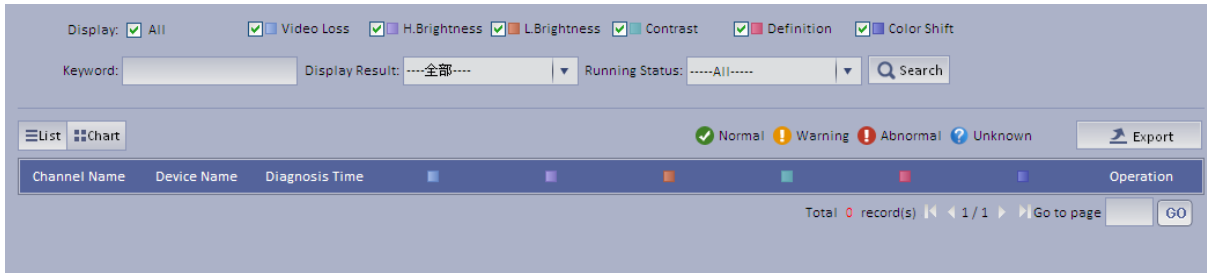 Display: All Video Loss H.Brightness L.Brightness Contrast Definition Color Shift
Keyword: Display Result: ----全部---- Running Status: -----All----- Search
List Chart Normal Warning Abnormal Unknown Export
Channel Name Device Name Diagnosis Time Operation
Total 0 record(s) 1 / 1 Go to page GO